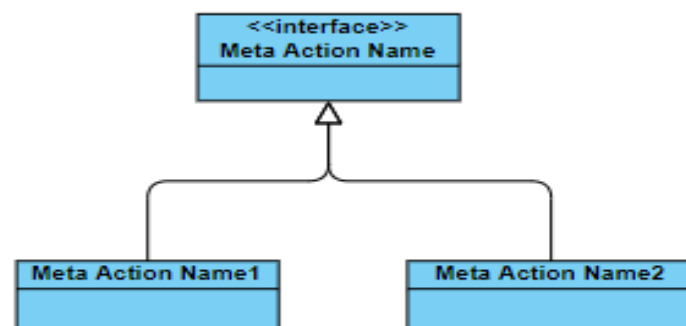 <<interface>>
Meta Action Name
Meta Action Name1
Meta Action Name2